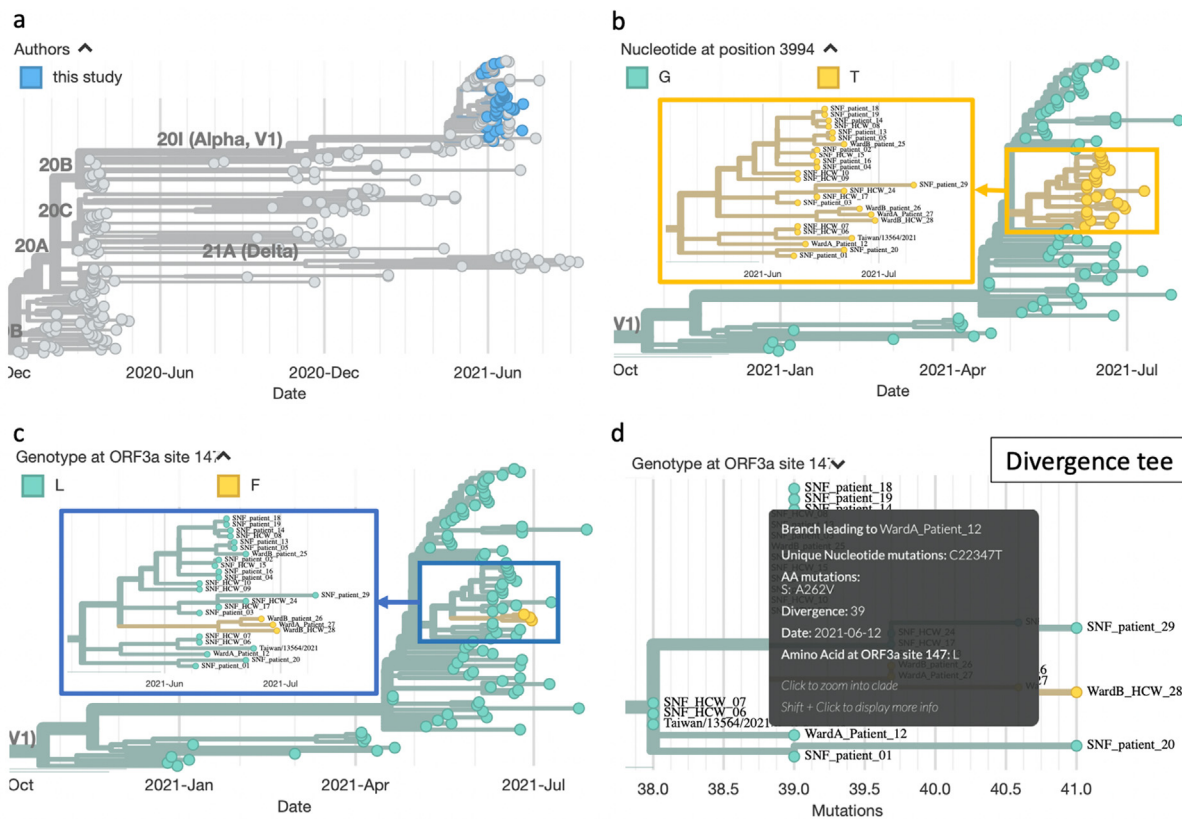 a
Authors
this study
20I (Alpha, V1)
20B
20C
20A
21A (Delta)
0B
Dec
2020-Jun
2020-Dec
2021-Jun
Date
b
Nucleotide at position 3994
G
T
SNF_patient_18
SNF_patient_19
SNF_patient_14
SNF_HCW_08
SNF_patient_13
SNF_patient_05
WardB_patient_25
SNF_patient_02
SNF_HCW_15
SNF_patient_16
SNF_patient_04
SNF_HCW_10
SNF_HCW_09
SNF_patient_29
SNF_HCW_24
SNF_HCW_17
SNF_patient_03
WardB_patient_26
WardA_Patient_27
WardB_HCW_28
SNF_HCW_07
SNF_HCW_06
Taiwan/13564/2021
WardA_Patient_12
SNF_patient_20
SNF_patient_01
2021-Jun
2021-Jul
V1)
Oct
2021-Jan
2021-Apr
2021-Jul
Date
c
Genotype at ORF3a site 147
L
F
SNF_patient_18
SNF_patient_19
SNF_patient_14
SNF_HCW_08
SNF_patient_13
SNF_patient_05
WardB_patient_25
SNF_patient_02
SNF_HCW_15
SNF_patient_16
SNF_patient_04
SNF_HCW_10
SNF_HCW_09
SNF_patient_29
SNF_HCW_24
SNF_HCW_17
SNF_patient_03
WardB_patient_26
WardA_Patient_27
WardB_HCW_28
SNF_HCW_07
SNF_HCW_06
Taiwan/13564/2021
WardA_Patient_12
SNF_patient_20
SNF_patient_01
2021-Jun
2021-Jul
V1)
Oct
2021-Jan
2021-Apr
2021-Jul
Date
d
Genotype at ORF3a site 147
Divergence tee
SNF_patient_18
SNF_patient_19
SNF_patient_14
Branch leading to WardA_Patient_12
Unique Nucleotide mutations: C22347T
AA mutations:
S: A262V
Divergence: 39
Date: 2021-06-12
Amino Acid at ORF3a site 147: L
Click to zoom into clade
Shift + Click to display more info
SNF_HCW_24
SNF_HCW_17
WardB_patient_26
WardA_Patient_27
SNF_patient_29
WardB_HCW_28
SNF_HCW_07
SNF_HCW_06
Taiwan/13564/2021
WardA_Patient_12
SNF_patient_20
SNF_patient_01
38.0
38.5
39.0
39.5
40.0
40.5
41.0
Mutations